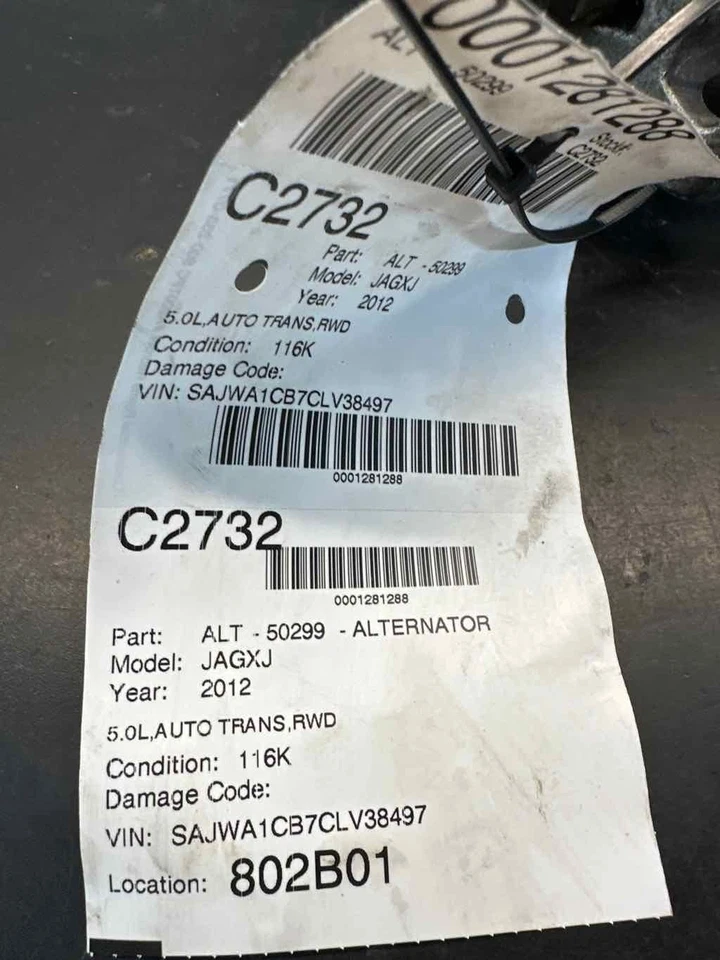 0001281288
ALT - 50299
Stock#:
C2732
C2732
Part: ALT - 50299
Model: JAGXJ
Year: 2012
5.0L,AUTO TRANS,RWD
Condition: 116K
Damage Code:
VIN: SAJWA1CB7CLV38497
0001281288
C2732
0001281288
Part: ALT - 50299 - ALTERNATOR
Model: JAGXJ
Year: 2012
5.0L,AUTO TRANS,RWD
Condition: 116K
Damage Code:
VIN: SAJWA1CB7CLV38497
Location: 802B01